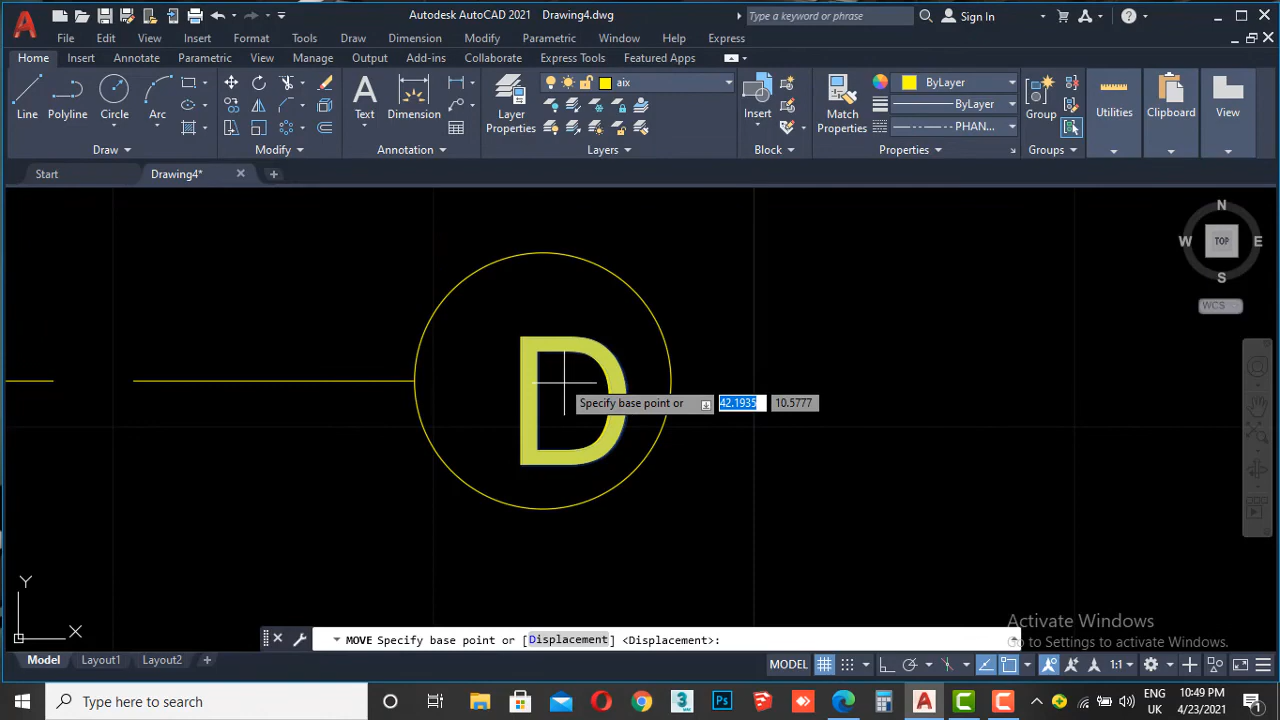 Autodesk AutoCAD 2021 Drawing4.dwg Type a keyword or phrase Sign In
File Edit View Insert Format Tools Draw Dimension Modify Parametric Window Help Express
Home Insert Annotate Parametric View Manage Output Add-ins Collaborate Express Tools Featured Apps
Line Polyline Circle Arc Text Dimension Layer Properties aix Insert Match Properties ByLayer ByLayer PHAN... Group Utilities Clipboard View
Draw Modify Annotation Layers Block Properties Groups
Start Drawing4*
N
W TOP E
S
WCS
D
Specify base point or 42.1935 10.5777
Y
X
Activate Windows
Go to Settings to activate Windows.
MOVE Specify base point or [Displacement] <Displacement>:
Model Layout1 Layout2 + MODEL 1:1
Type here to search
ENG 10:49 PM
UK 4/23/2021